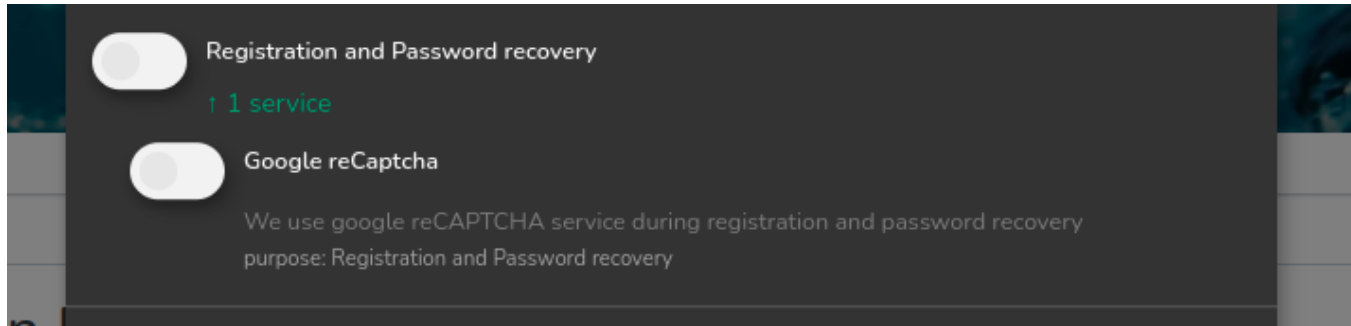 Registration and Password recovery
↑ 1 service
Google reCaptcha
We use google reCAPTCHA service during registration and password recovery
purpose: Registration and Password recovery